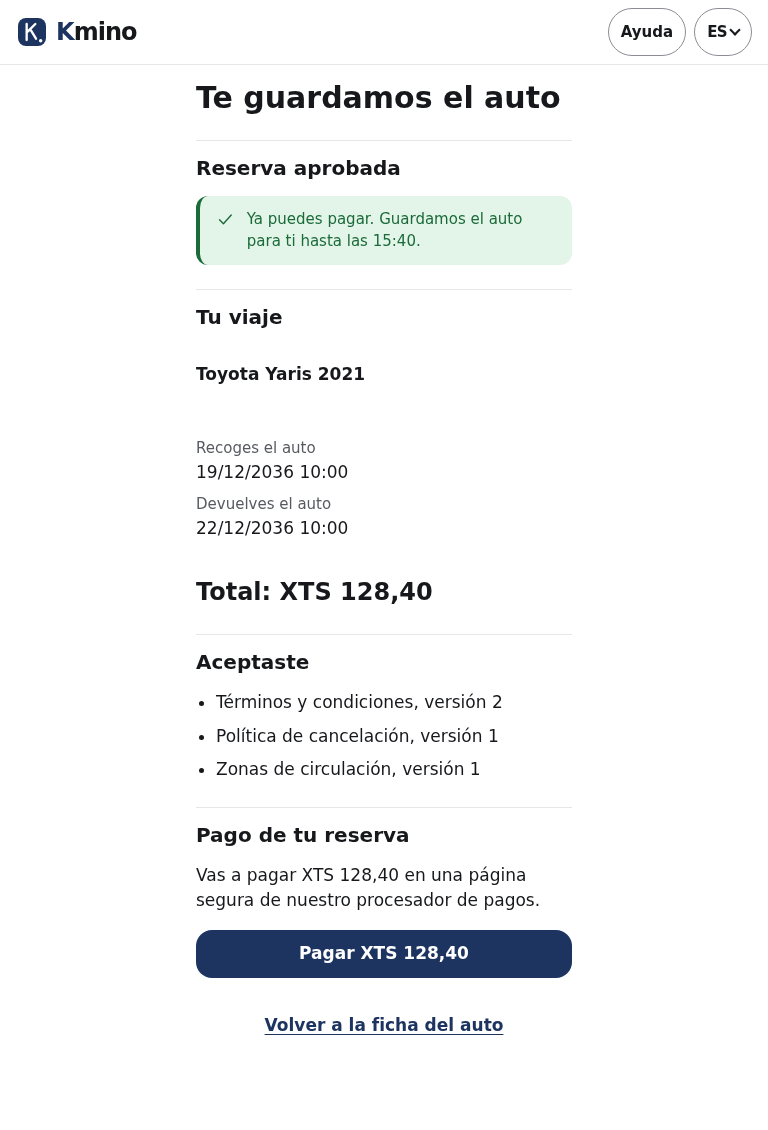 K. Kmino
Ayuda
ES
Te guardamos el auto
Reserva aprobada
Ya puedes pagar. Guardamos el auto
para ti hasta las 15:40.
Tu viaje
Toyota Yaris 2021
Recoges el auto
19/12/2036 10:00
Devuelves el auto
22/12/2036 10:00
Total: XTS 128,40
Aceptaste
• Términos y condiciones, versión 2
• Política de cancelación, versión 1
• Zonas de circulación, versión 1
Pago de tu reserva
Vas a pagar XTS 128,40 en una página
segura de nuestro procesador de pagos.
Pagar XTS 128,40
Volver a la ficha del auto